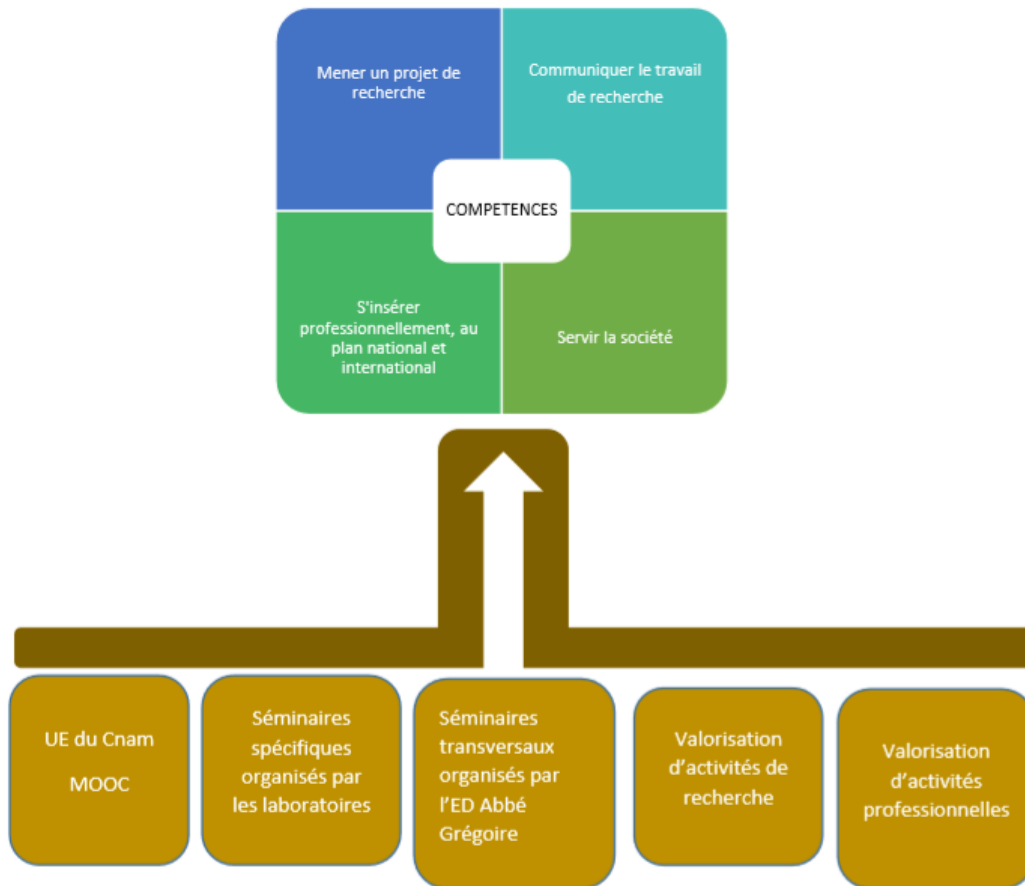 Mener un projet de
recherche
Communiquer le travail
de recherche
COMPETENCES
S'insérer
professionnellement, au
plan national et
international
Servir la société
UE du Cnam
MOOC
Séminaires
spécifiques
organisés par
les laboratoires
Séminaires
transversaux
organisés par
l’ED Abbé
Grégoire
Valorisation
d’activités de
recherche
Valorisation
d’activités
professionnelles